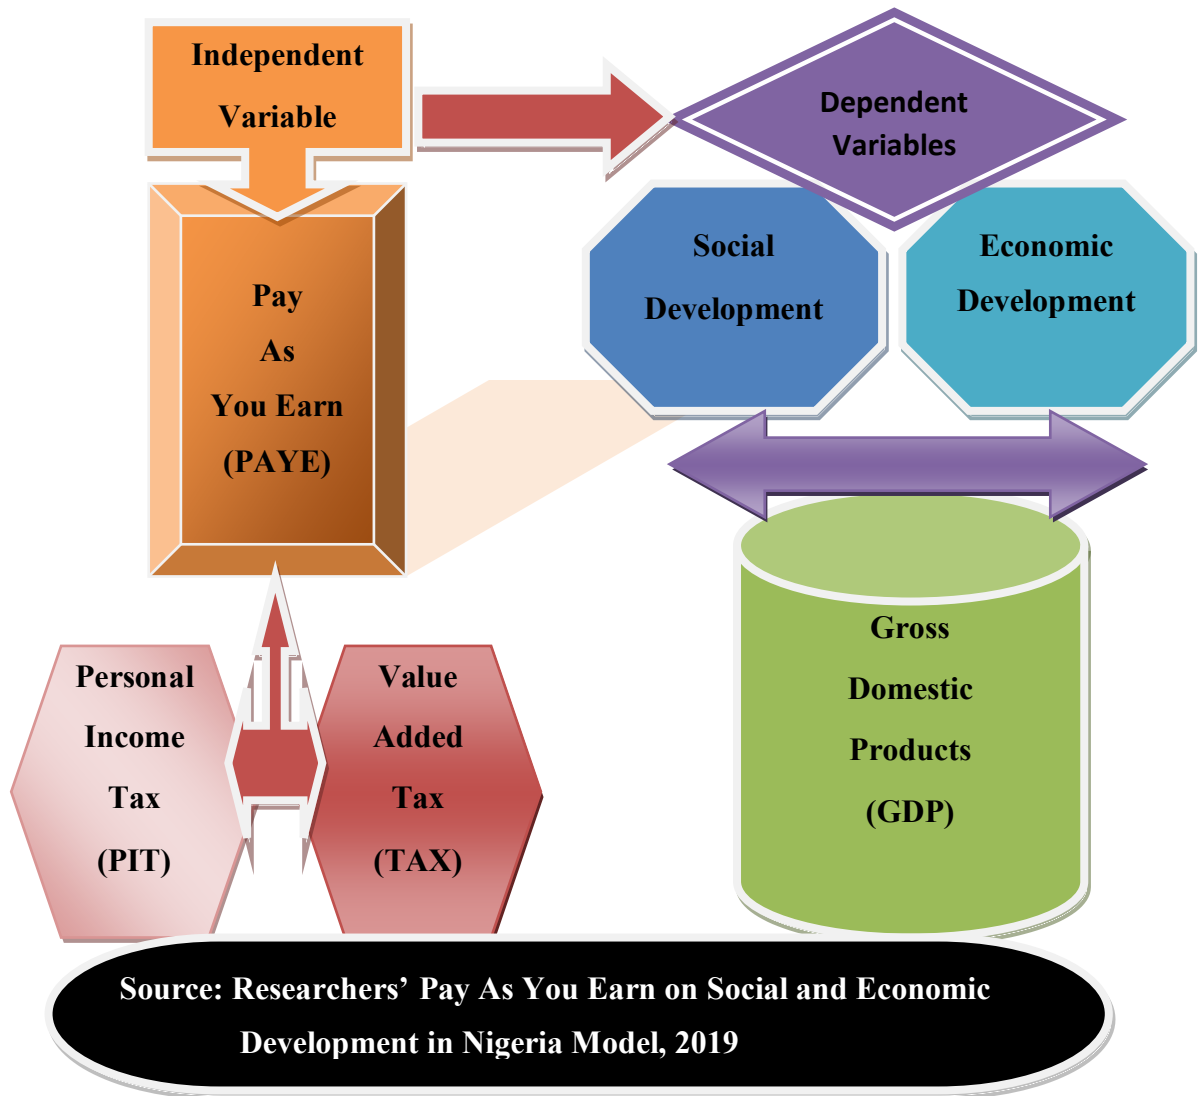 Independent
Variable
Dependent
Variables
Social
Development
Economic
Development
Pay
As
You Earn
(PAYE)
Personal
Income
Tax
(PIT)
Value
Added
Tax
(TAX)
Gross
Domestic
Products
(GDP)
Source: Researchers’ Pay As You Earn on Social and Economic
Development in Nigeria Model, 2019